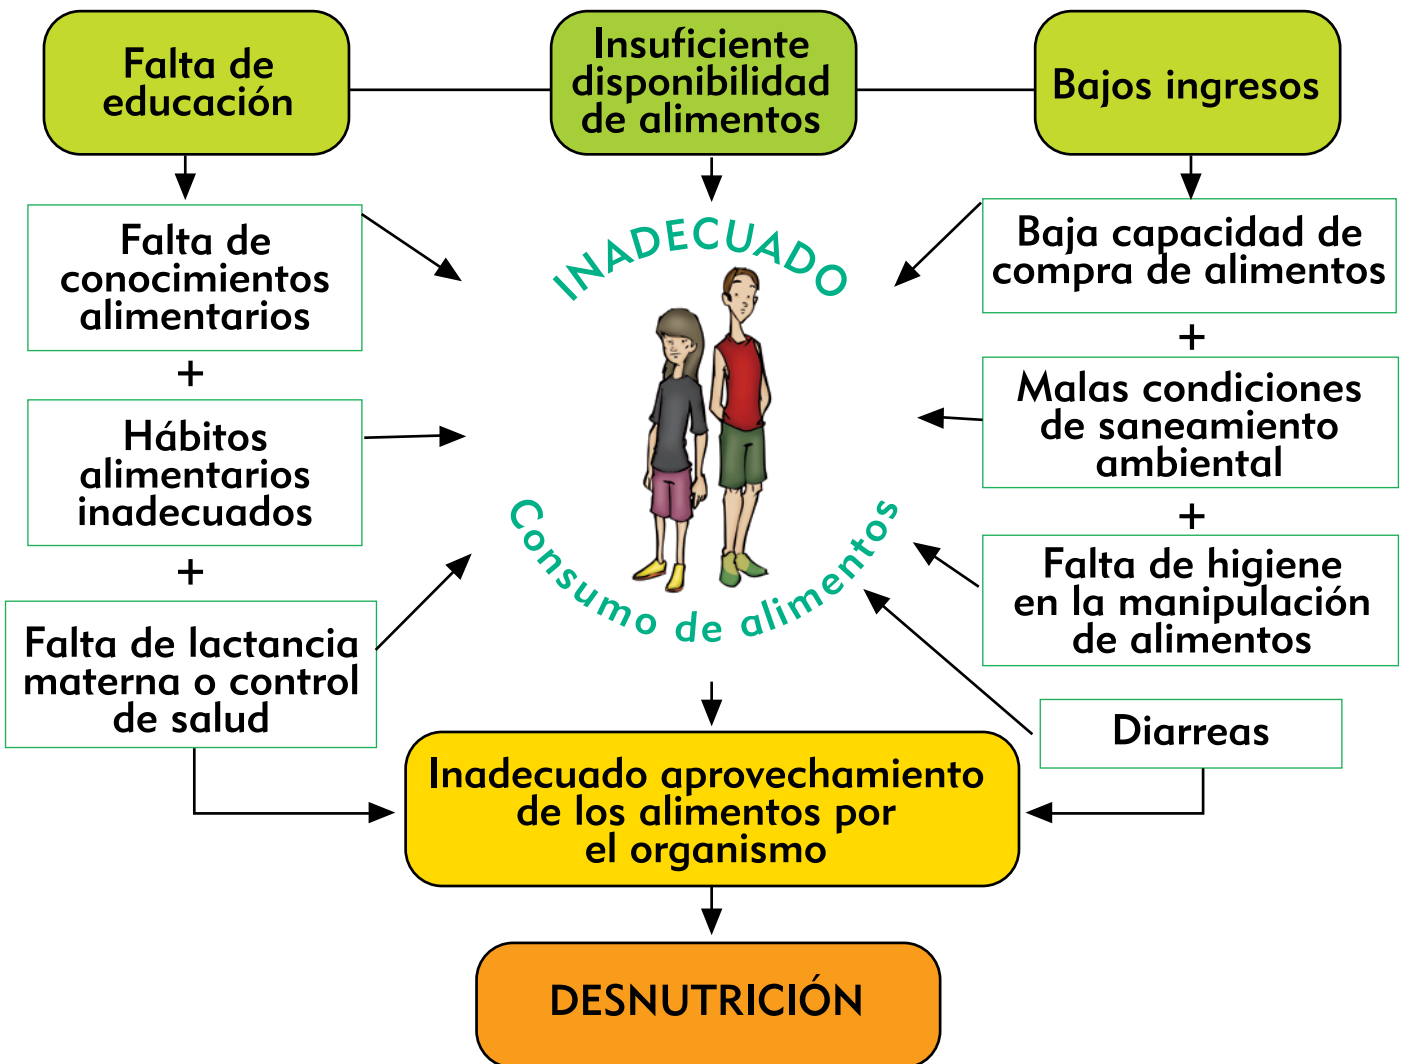 Falta de
educación
Insuficiente
disponibilidad
de alimentos
Bajos ingresos
Falta de
conocimientos
alimentarios
+
Hábitos
alimentarios
inadecuados
+
Falta de lactancia
materna o control
de salud
INADECUADO
Consumo de alimentos
Baja capacidad de
compra de alimentos
+
Malas condiciones
de saneamiento
ambiental
+
Falta de higiene
en la manipulación
de alimentos
Diarreas
Inadecuado aprovechamiento
de los alimentos por
el organismo
DESNUTRICIÓN